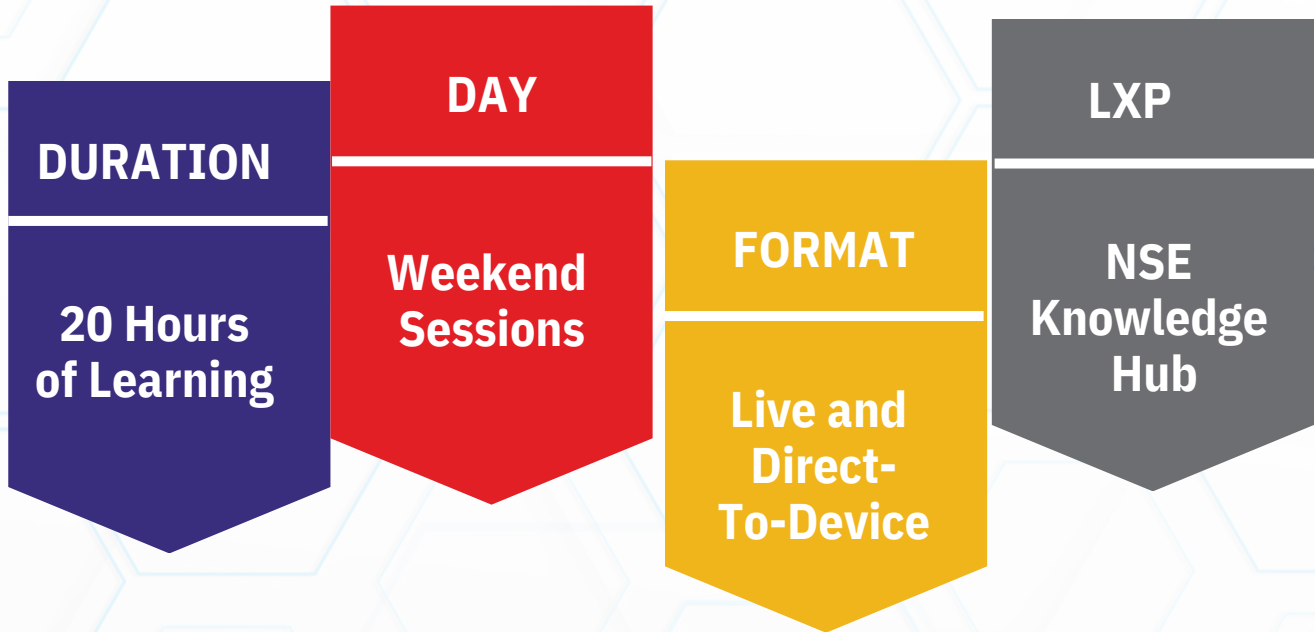 DURATION
20 Hours
of Learning
DAY
Weekend
Sessions
FORMAT
Live and
Direct-
To-Device
LXP
NSE
Knowledge
Hub